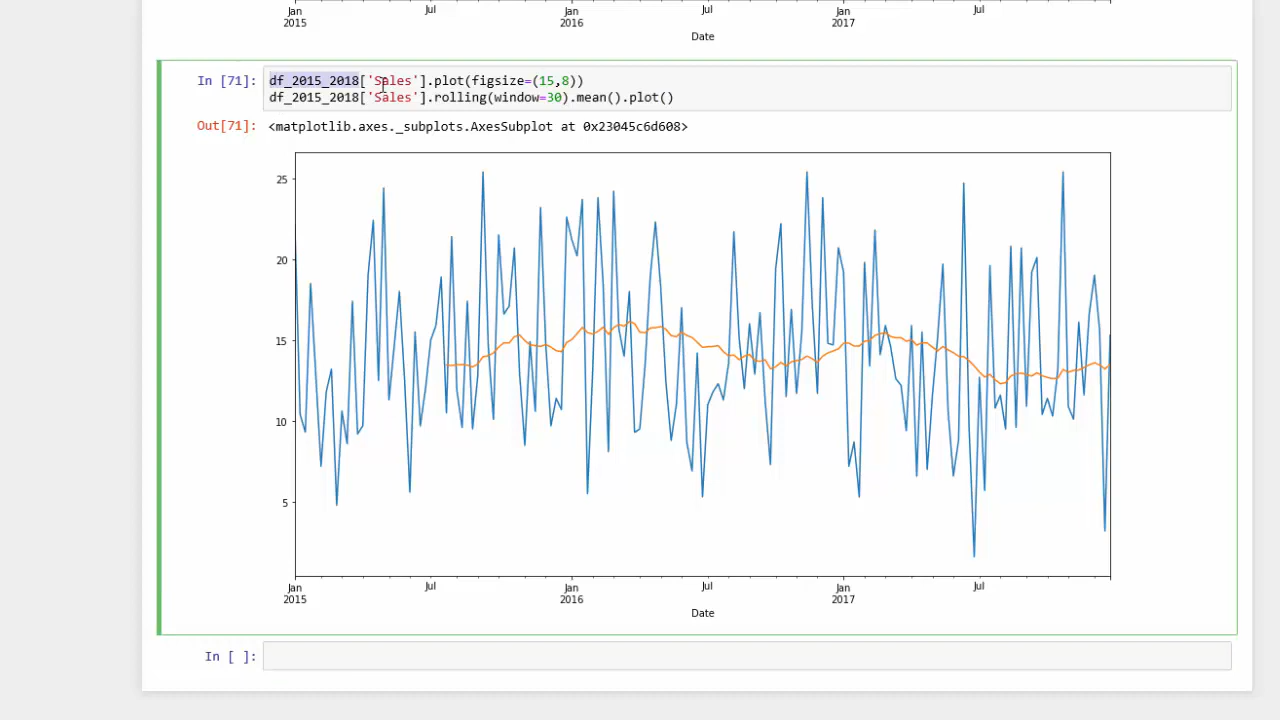 Jan Jul Jan Jul Jan Jul
2015 2016 2017
Date
In [71]: df_2015_2018['Sales'].plot(figsize=(15,8))
df_2015_2018['Sales'].rolling(window=30).mean().plot()
Out[71]: <matplotlib.axes._subplots.AxesSubplot at 0x23045c6d608>
25
20
15
10
5
Jan Jul Jan Jul Jan Jul
2015 2016 2017
Date
In [ ]: